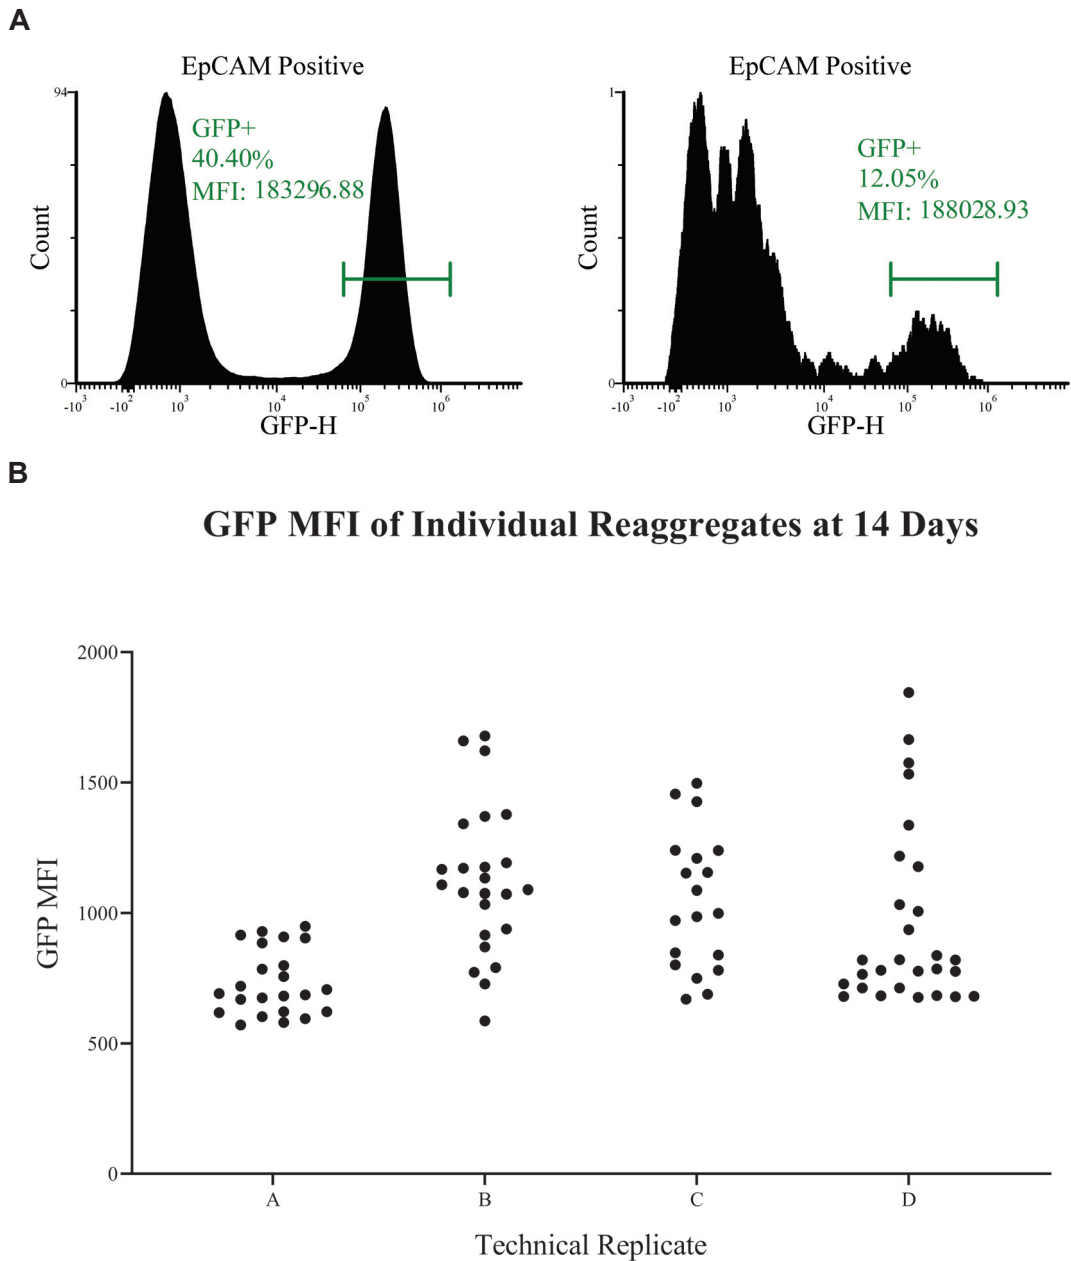 A
EpCAM Positive
94
GFP+
40.40%
MFI: 183296.88
Count
0
-10³ -10² 10³ 10⁴ 10⁵ 10⁶
GFP-H
EpCAM Positive
1
GFP+
12.05%
MFI: 188028.93
Count
0
-10³ -10² 10³ 10⁴ 10⁵ 10⁶
GFP-H
B
GFP MFI of Individual Reaggregates at 14 Days
2000
1500
1000
500
0
GFP MFI
A B C D
Technical Replicate